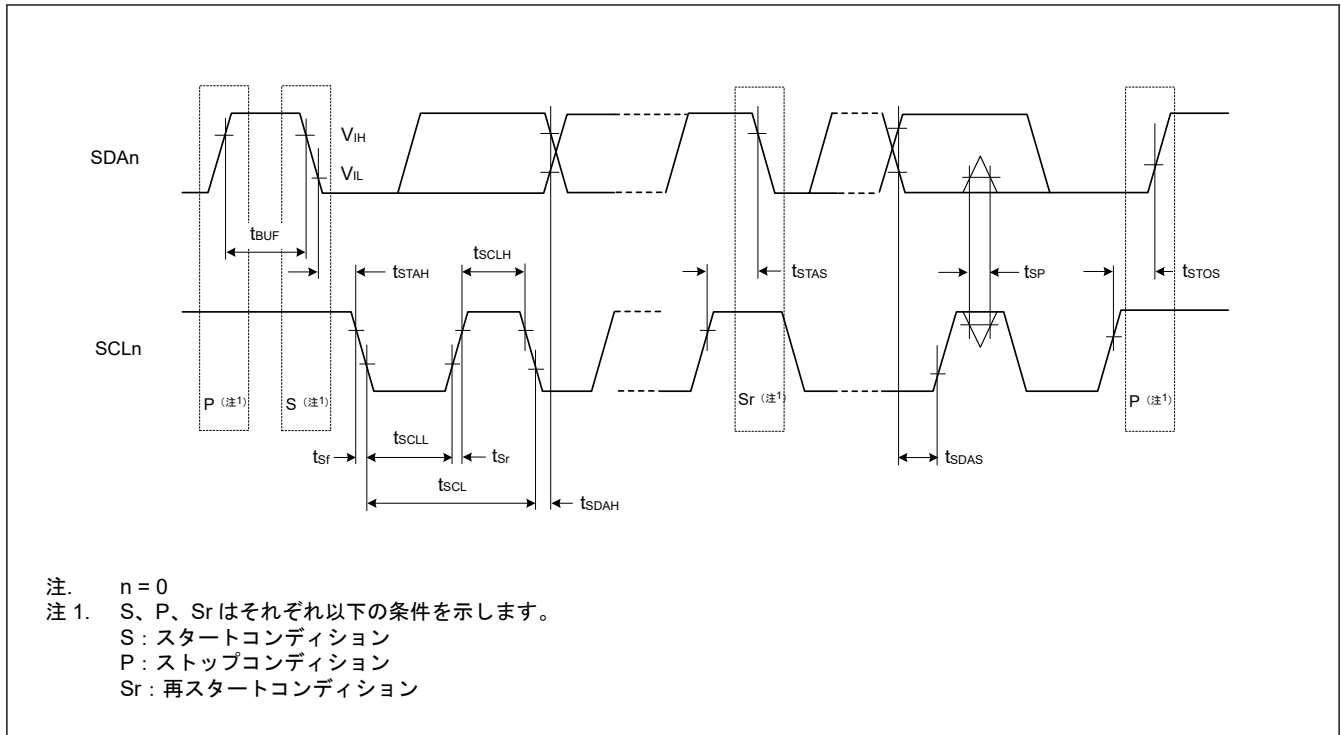 SDAn
VIH
VIL
tBUF
tSTAH
tSCLH
tSTAS
tSP
tSTOS
SCLn
P（注1）
S（注1）
Sr（注1）
P（注1）
tSf
tSCLL
tSr
tSCL
tSDAH
tSDAS
注. n = 0
注 1. S、P、Sr はそれぞれ以下の条件を示します。
S：スタートコンディション
P：ストップコンディション
Sr：再スタートコンディション